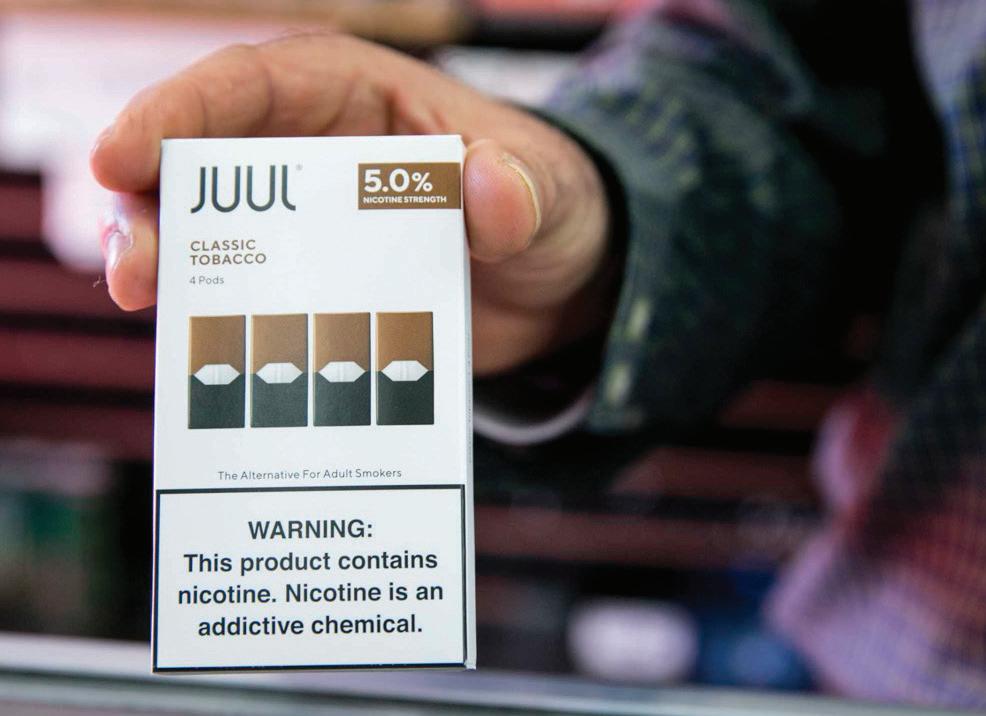 JUUL®
5.0%
NICOTINE STRENGTH
CLASSIC
TOBACCO
4 Pods
The Alternative For Adult Smokers
WARNING:
This product contains
nicotine. Nicotine is an
addictive chemical.